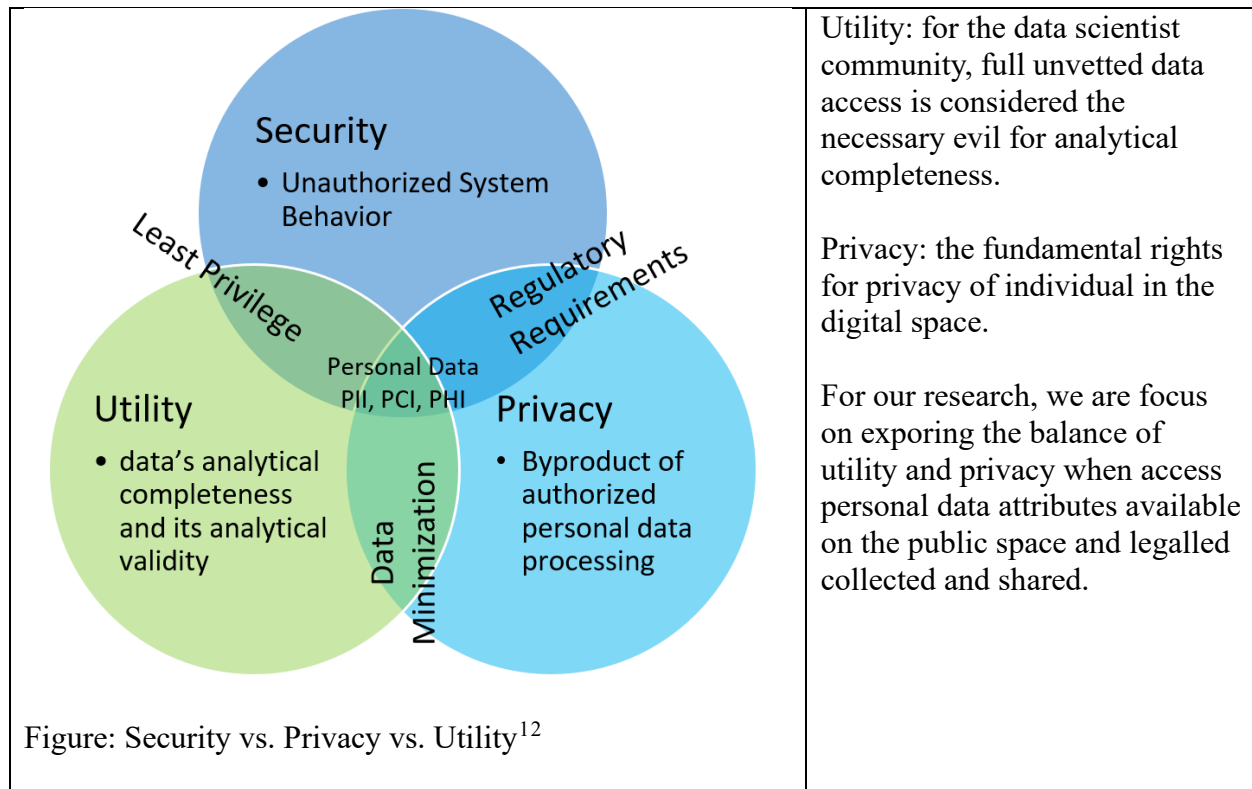 Security
• Unauthorized System
Behavior
Least Privilege
Regulatory
Requirements
Personal Data
PII, PCI, PHI
Utility
• data's analytical
completeness
and its analytical
validity
Privacy
• Byproduct of
authorized
personal data
processing
Data
Minimization
Figure: Security vs. Privacy vs. Utility12
Utility: for the data scientist
community, full unvetted data
access is considered the
necessary evil for analytical
completeness.
Privacy: the fundamental rights
for privacy of individual in the
digital space.
For our research, we are focus
on exporing the balance of
utility and privacy when access
personal data attributes available
on the public space and legalled
collected and shared.